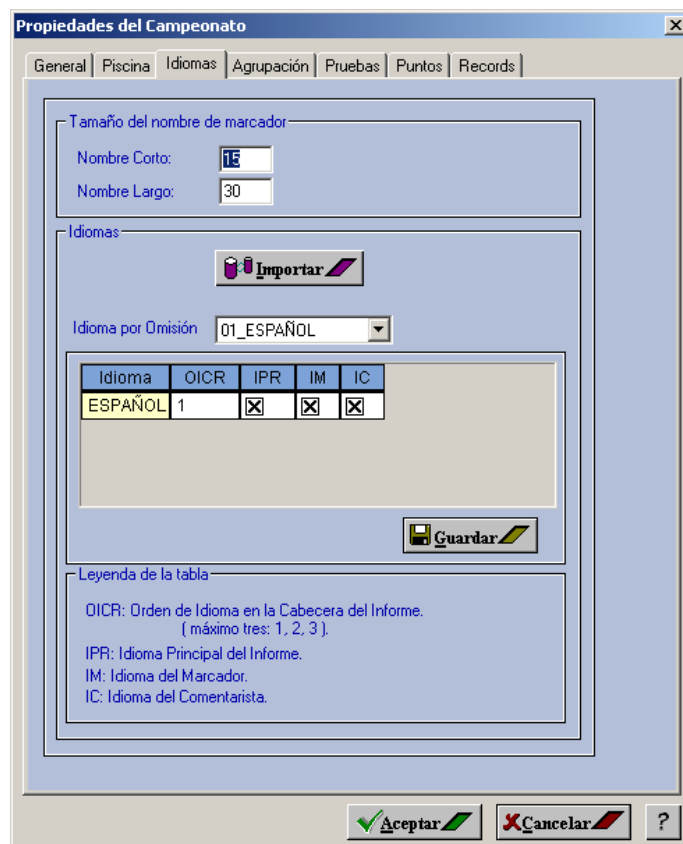 Propiedades del Campeonato
General Piscina Idiomas Agrupación Pruebas Puntos Records
Tamaño del nombre de marcador
Nombre Corto: 15
Nombre Largo: 30
Idiomas
Importar
Idioma por Omisión 01_ESPAÑOL
Idioma OICR IPR IM IC
ESPAÑOL 1
Guardar
Leyenda de la tabla
OICR: Orden de Idioma en la Cabecera del Informe.
( máximo tres: 1, 2, 3 ).
IPR: Idioma Principal del Informe.
IM: Idioma del Marcador.
IC: Idioma del Comentarista.
Aceptar Cancelar ?